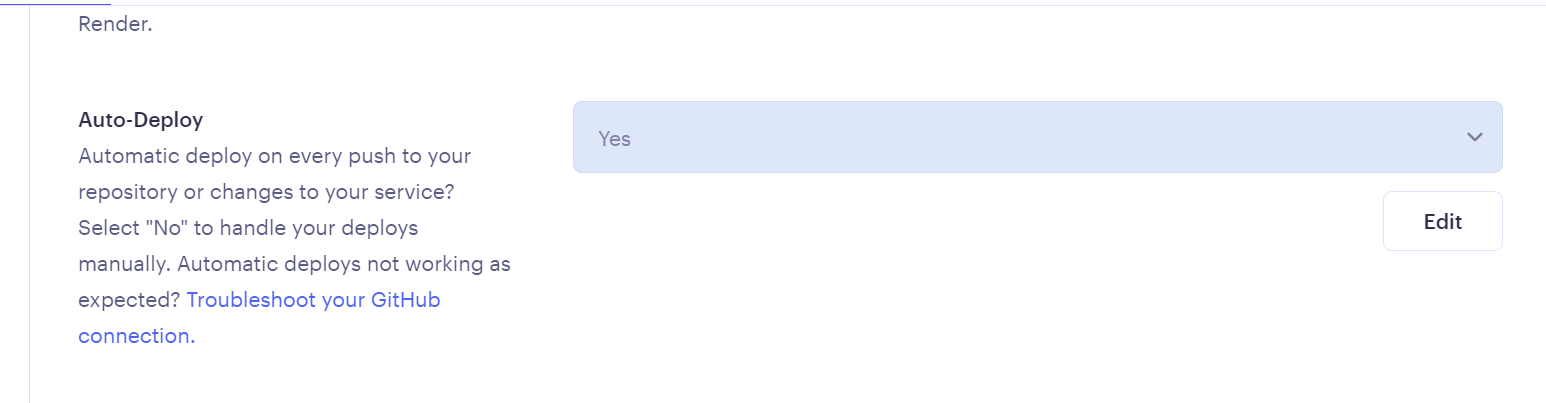 Render.
Auto-Deploy
Automatic deploy on every push to your
repository or changes to your service?
Select "No" to handle your deploys
manually. Automatic deploys not working as
expected? Troubleshoot your GitHub
connection.
Yes
Edit